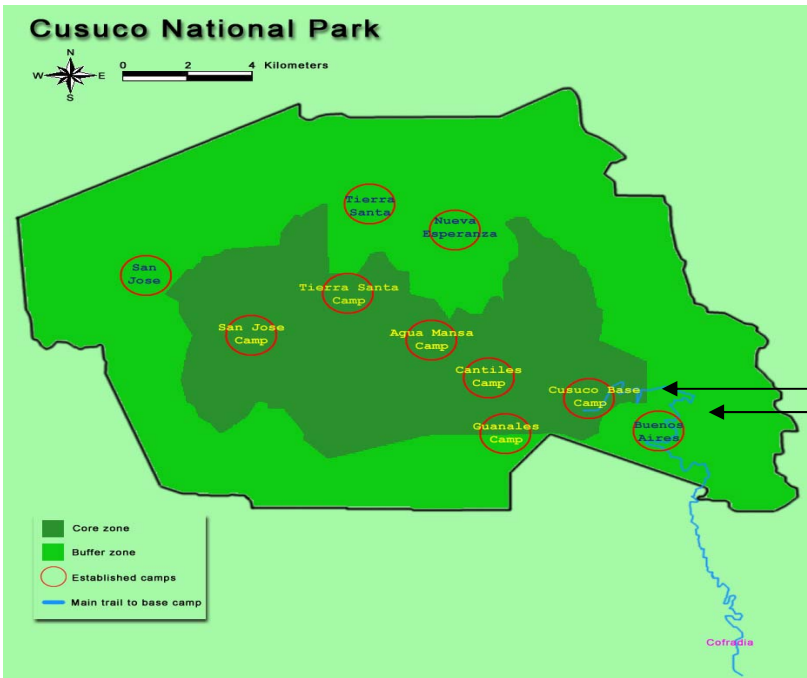 Cusuco National Park
N
W E
S
0 2 4 Kilometers
Tierra
Santa
Nueva
Esperanza
San
Jose
Tierra Santa
Camp
San Jose
Camp
Agua Mansa
Camp
Cantiles
Camp
Cusuco Base
Camp
Guanales
Camp
Buenos
Aires
Core zone
Buffer zone
Established camps
Main trail to base camp
Cofradia